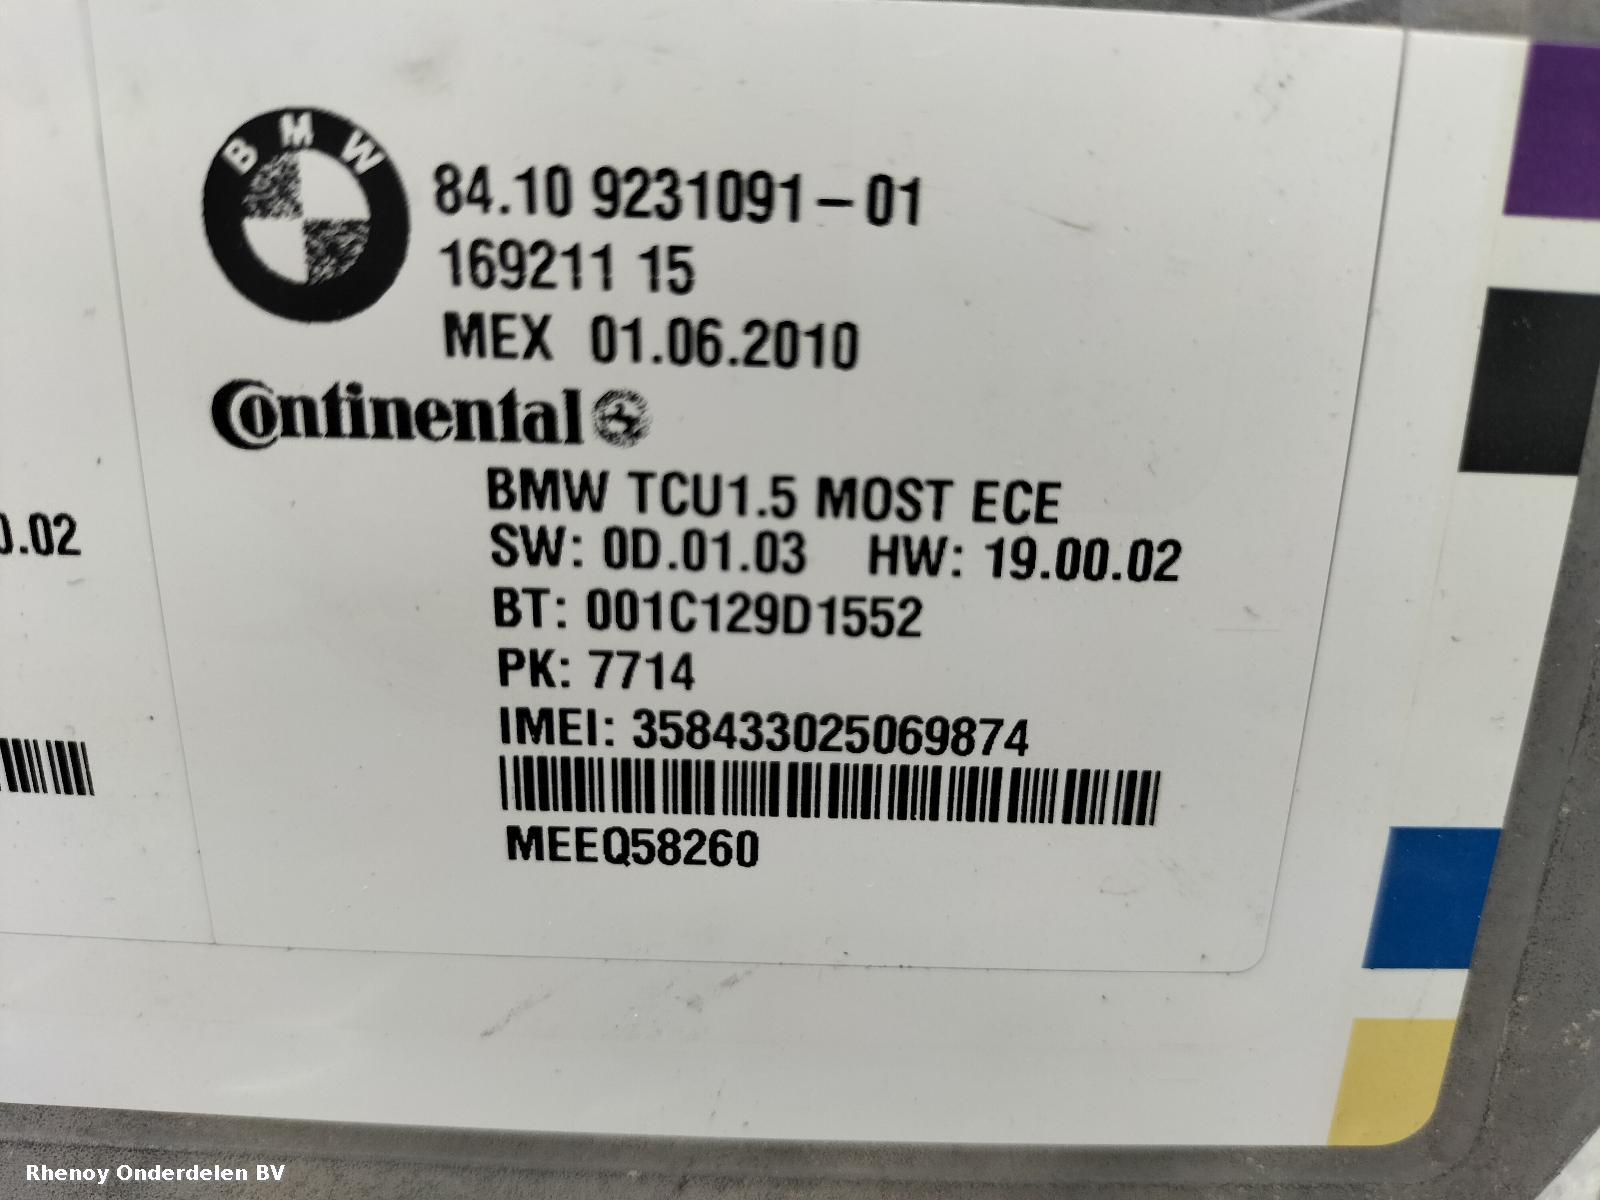 BMW
84.10 9231091-01
169211 15
MEX 01.06.2010
Continental
BMW TCU1.5 MOST ECE
SW: 0D.01.03 HW: 19.00.02
BT: 001C129D1552
PK: 7714
IMEI: 358433025069874
MEEQ58260
.02
Rhenoy Onderdelen BV